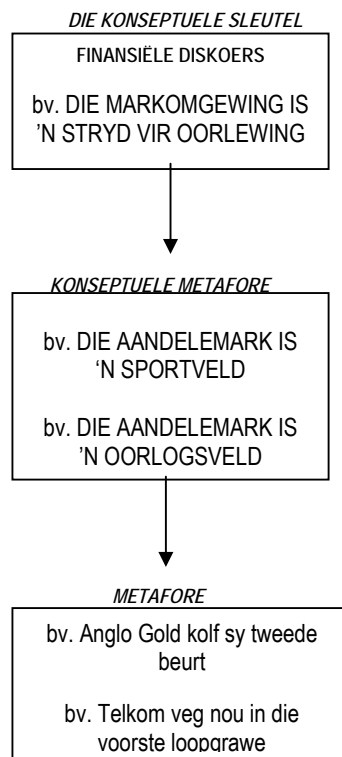 DIE KONSEPTUELE SLEUTEL
FINANSIËLE DISKOERS
bv. DIE MARKOMGEWING IS
'N STRYD VIR OORLEWING
KONSEPTUELE METAFORE
bv. DIE AANDELEMARK IS
‘N SPORTVELD
bv. DIE AANDELEMARK IS
'N OORLOGSVELD
METAFORE
bv. Anglo Gold kolf sy tweede
beurt
bv. Telkom veg nou in die
voorste loopgrawe